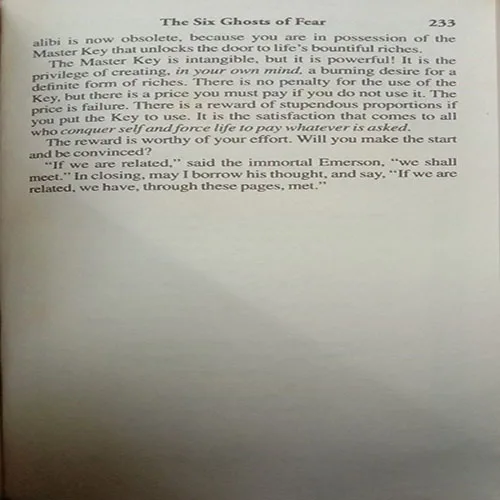 The Six Ghosts of Fear 233
alibi is now obsolete, because you are in possession of the
Master Key that unlocks the door to life's bountiful riches.
The Master Key is intangible, but it is powerful! It is the
privilege of creating, in your own mind, a burning desire for a
definite form of riches. There is no penalty for the use of the
Key, but there is a price you must pay if you do not use it. The
price is failure. There is a reward of stupendous proportions if
you put the Key to use. It is the satisfaction that comes to all
who conquer self and force life to pay whatever is asked.
The reward is worthy of your effort. Will you make the start
and be convinced?
"If we are related," said the immortal Emerson, "we shall
meet." In closing, may I borrow his thought, and say, "If we are
related, we have, through these pages, met."